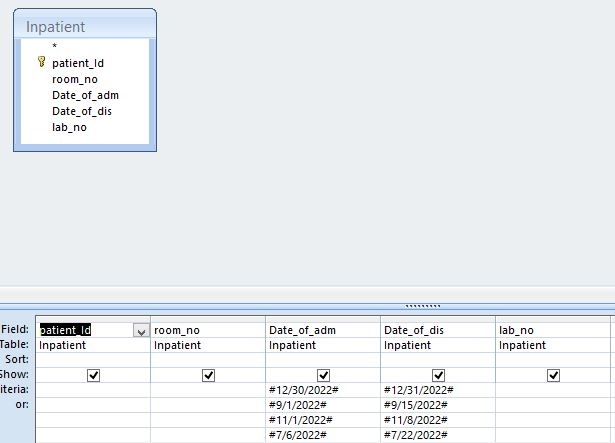 Inpatient
*
patient_Id
room_no
Date_of_adm
Date_of_dis
lab_no
Field: patient_Id room_no Date_of_adm Date_of_dis lab_no
Table: Inpatient Inpatient Inpatient Inpatient Inpatient
Sort:
Show:
iteria: #12/30/2022# #12/31/2022#
or: #9/1/2022# #9/15/2022#
#11/1/2022# #11/8/2022#
#7/6/2022# #7/22/2022#